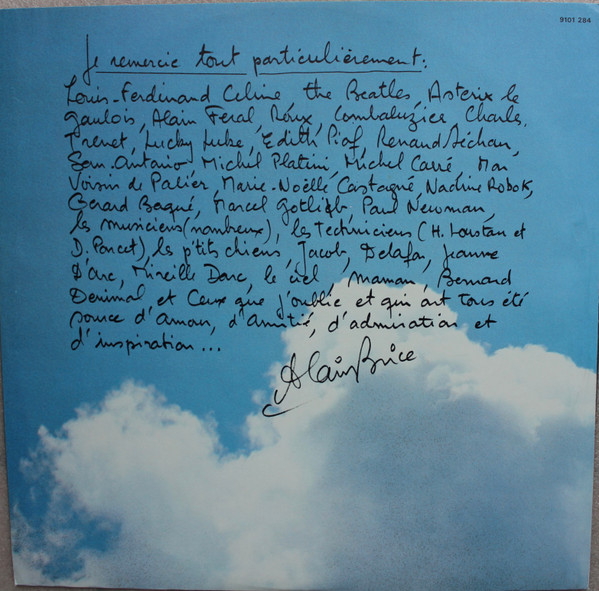 9101 284
Je remercie tout particulièrement:
Louis-Ferdinand Celine the Beatles, Asterix le
gaulois, Alain Feral, Roux, Combaluzier Charles
Trenet, Lucky Luke, Edith Piaf, Renaud Séchan,
San-Antonio Michel Platini, Michel Carré, Mon
Voisin de Palier, Marie-Noëlle Castagné, Nadine Robok,
Gerard Baqué, Marcel Gotlieb, Paul Newman,
les musiciens (nombreux), les Techniciens (H. Loustau et
D. Poncet), les p'tits chiens, Jacob, Delafon, Jeanne
D'arc, Mireille Darc, le ciel, maman, Bernard
Denimal et Ceux que j'oublie et qui ont tous été
source d'amour, d'amitié, d'admiration et
d'inspiration...
Alain Brice